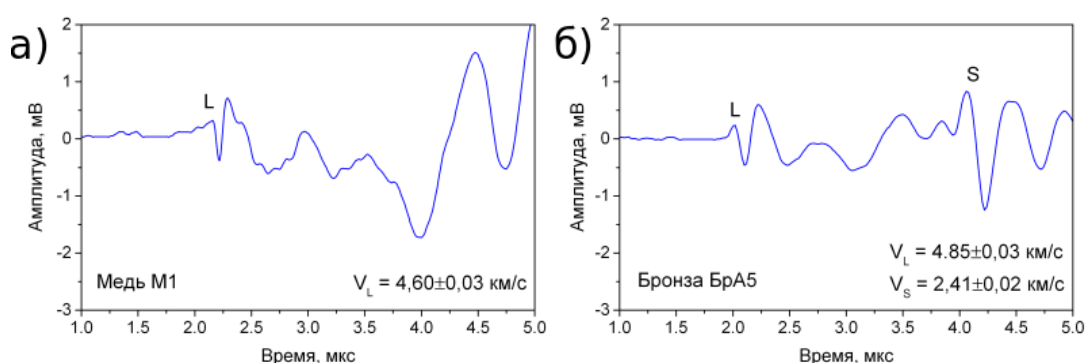 а)
Амплитуда, мВ
2
1
0
-1
-2
-3
L
Медь М1
V_L = 4,60±0,03 км/с
1.0 1.5 2.0 2.5 3.0 3.5 4.0 4.5 5.0
Время, мкс
б)
Амплитуда, мВ
2
1
0
-1
-2
-3
L
S
V_L = 4.85±0,03 км/с
V_S = 2,41±0,02 км/с
Бронза БрА5
1.0 1.5 2.0 2.5 3.0 3.5 4.0 4.5 5.0
Время, мкс